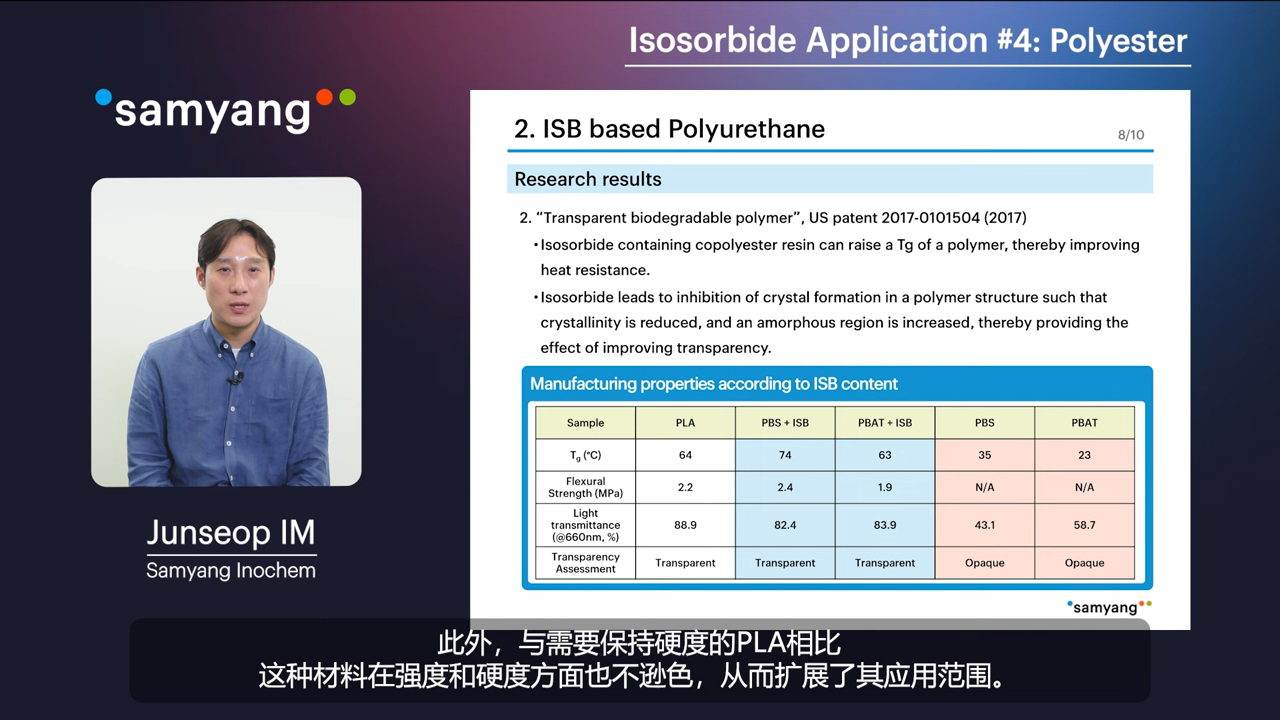 Isosorbide Application #4: Polyester
samyang
2. ISB based Polyurethane
8/10
Research results
2. “Transparent biodegradable polymer”, US patent 2017-0101504 (2017)
•Isosorbide containing copolyester resin can raise a Tg of a polymer, thereby improving
heat resistance.
•Isosorbide leads to inhibition of crystal formation in a polymer structure such that
crystallinity is reduced, and an amorphous region is increased, thereby providing the
effect of improving transparency.
Manufacturing properties according to ISB content
Sample PLA PBS + ISB PBAT + ISB PBS PBAT
Tg (°C) 64 74 63 35 23
Flexural
Strength (MPa) 2.2 2.4 1.9 N/A N/A
Light
transmittance
(@660nm, %) 88.9 82.4 83.9 43.1 58.7
Transparency
Assessment Transparent Transparent Transparent Opaque Opaque
samyang
Junseop IM
Samyang Inochem
此外，与需要保持硬度的PLA相比
这种材料在强度和硬度方面也不逊色，从而扩展了其应用范围。